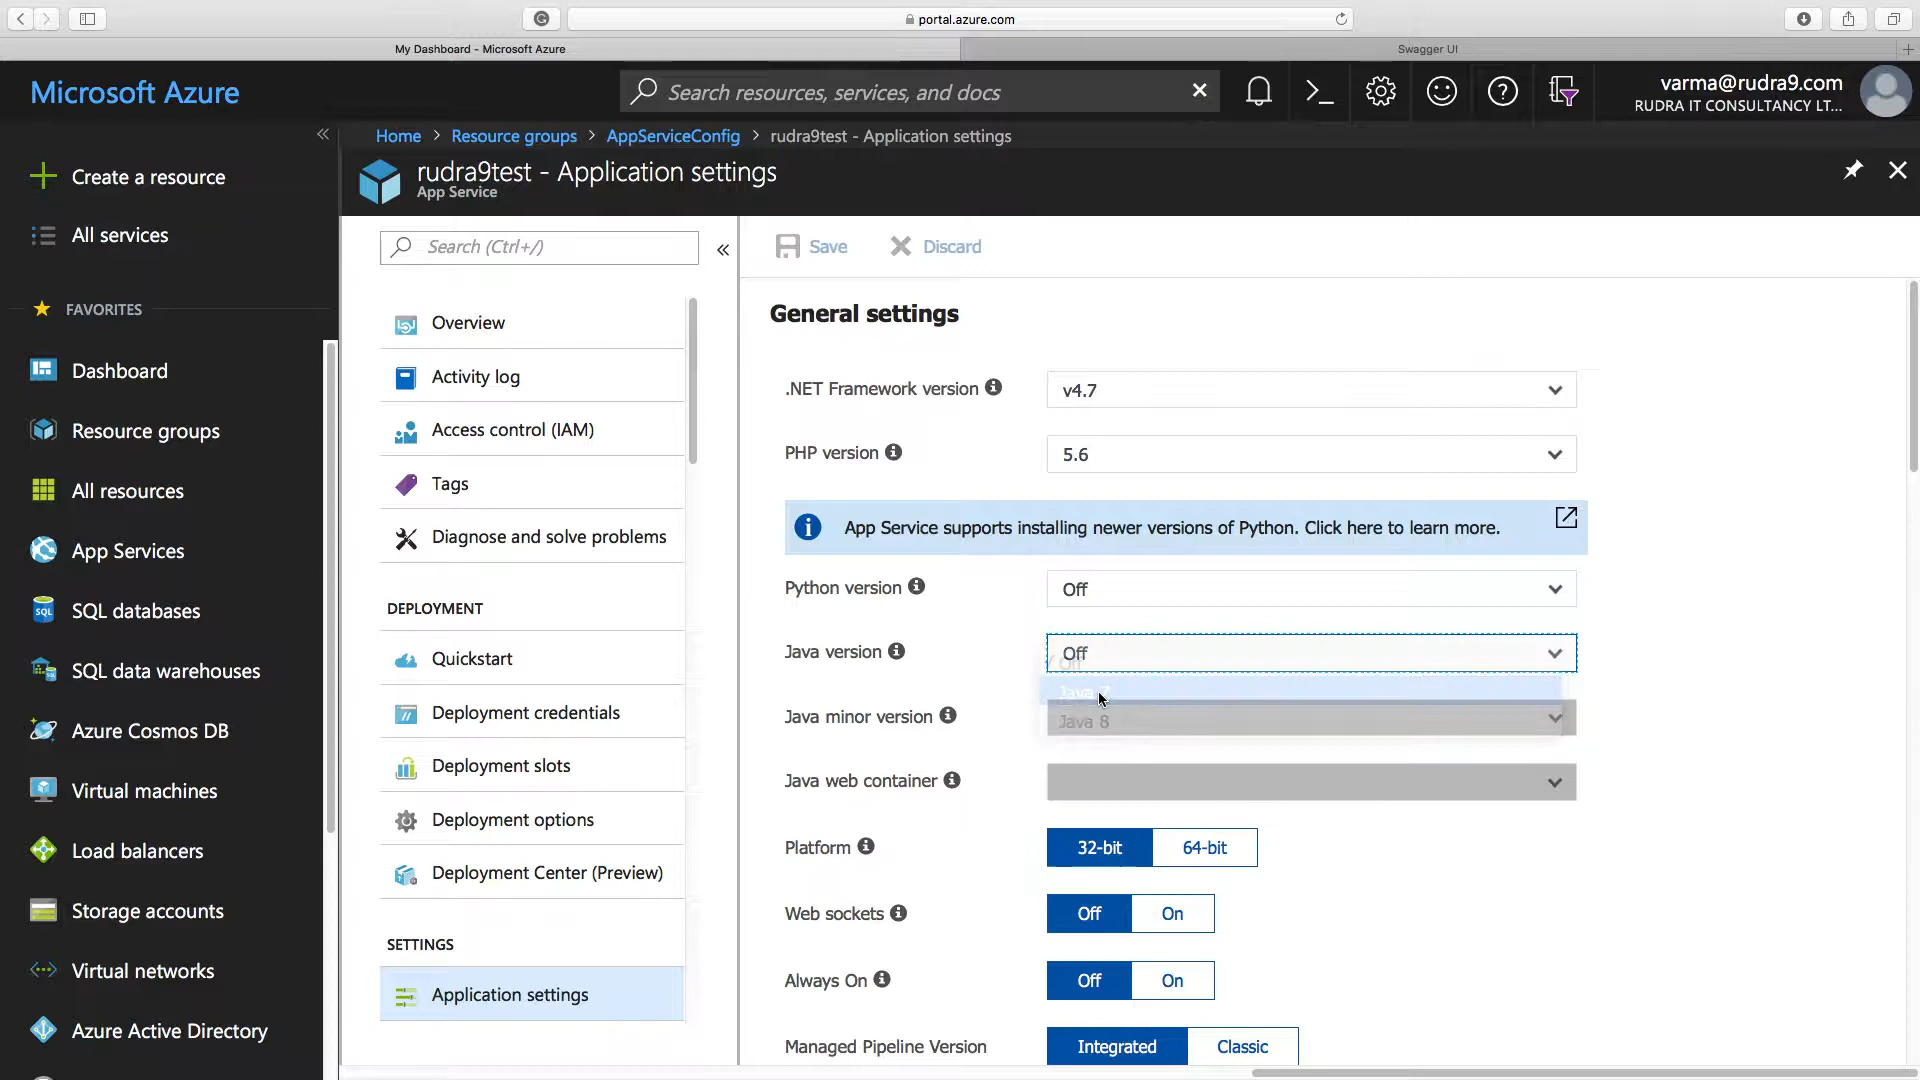 portal.azure.com
My Dashboard - Microsoft Azure
Swagger UI
Microsoft Azure
Search resources, services, and docs
varma@rudra9.com
RUDRA IT CONSULTANCY LT...
Home > Resource groups > AppServiceConfig > rudra9test - Application settings
rudra9test - Application settings
App Service
Create a resource
All services
FAVORITES
Dashboard
Resource groups
All resources
App Services
SQL databases
SQL data warehouses
Azure Cosmos DB
Virtual machines
Load balancers
Storage accounts
Virtual networks
Azure Active Directory
Search (Ctrl+/)
Overview
Activity log
Access control (IAM)
Tags
Diagnose and solve problems
DEPLOYMENT
Quickstart
Deployment credentials
Deployment slots
Deployment options
Deployment Center (Preview)
SETTINGS
Application settings
Save
Discard
General settings
.NET Framework version
v4.7
PHP version
5.6
App Service supports installing newer versions of Python. Click here to learn more.
Python version
Off
Java version
Off
Off
Java 7
Java 8
Java minor version
Java web container
Platform
32-bit
64-bit
Web sockets
Off
On
Always On
Off
On
Managed Pipeline Version
Integrated
Classic